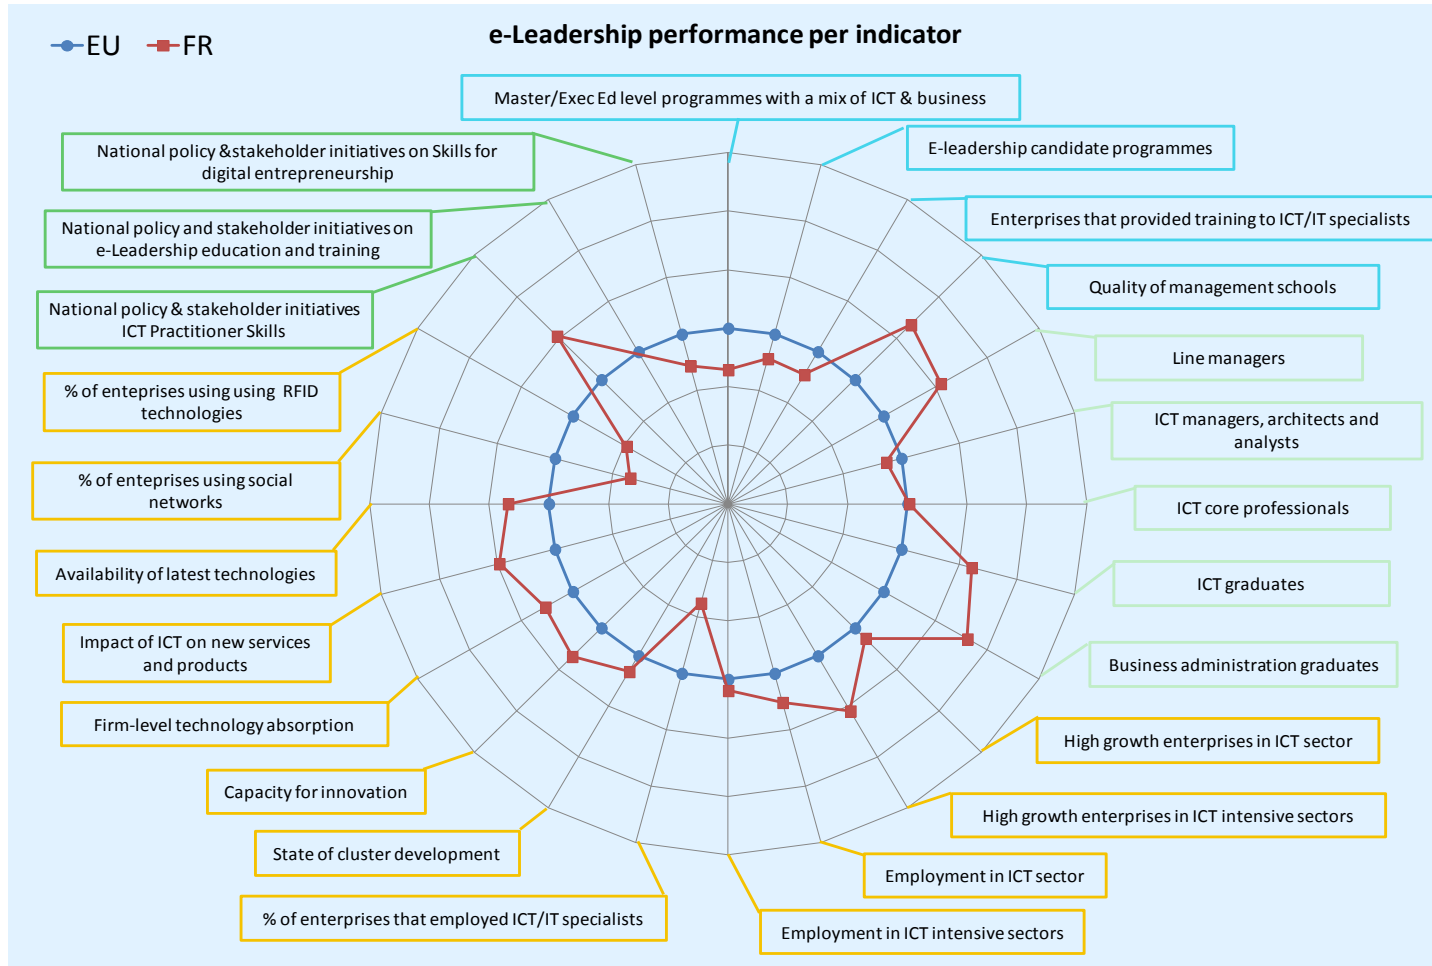 e-Leadership performance per indicator
EU
FR
Master/Exec Ed level programmes with a mix of ICT & business
E-leadership candidate programmes
Enterprises that provided training to ICT/IT specialists
Quality of management schools
Line managers
ICT managers, architects and
analysts
ICT core professionals
ICT graduates
Business administration graduates
High growth enterprises in ICT sector
High growth enterprises in ICT intensive sectors
Employment in ICT sector
Employment in ICT intensive sectors
% of enterprises that employed ICT/IT specialists
State of cluster development
Capacity for innovation
Firm-level technology absorption
Impact of ICT on new services
and products
Availability of latest technologies
% of enteprises using social
networks
% of enteprises using using RFID
technologies
National policy & stakeholder initiatives
ICT Practitioner Skills
National policy and stakeholder initiatives on
e-Leadership education and training
National policy &stakeholder initiatives on Skills for
digital entrepreneurship